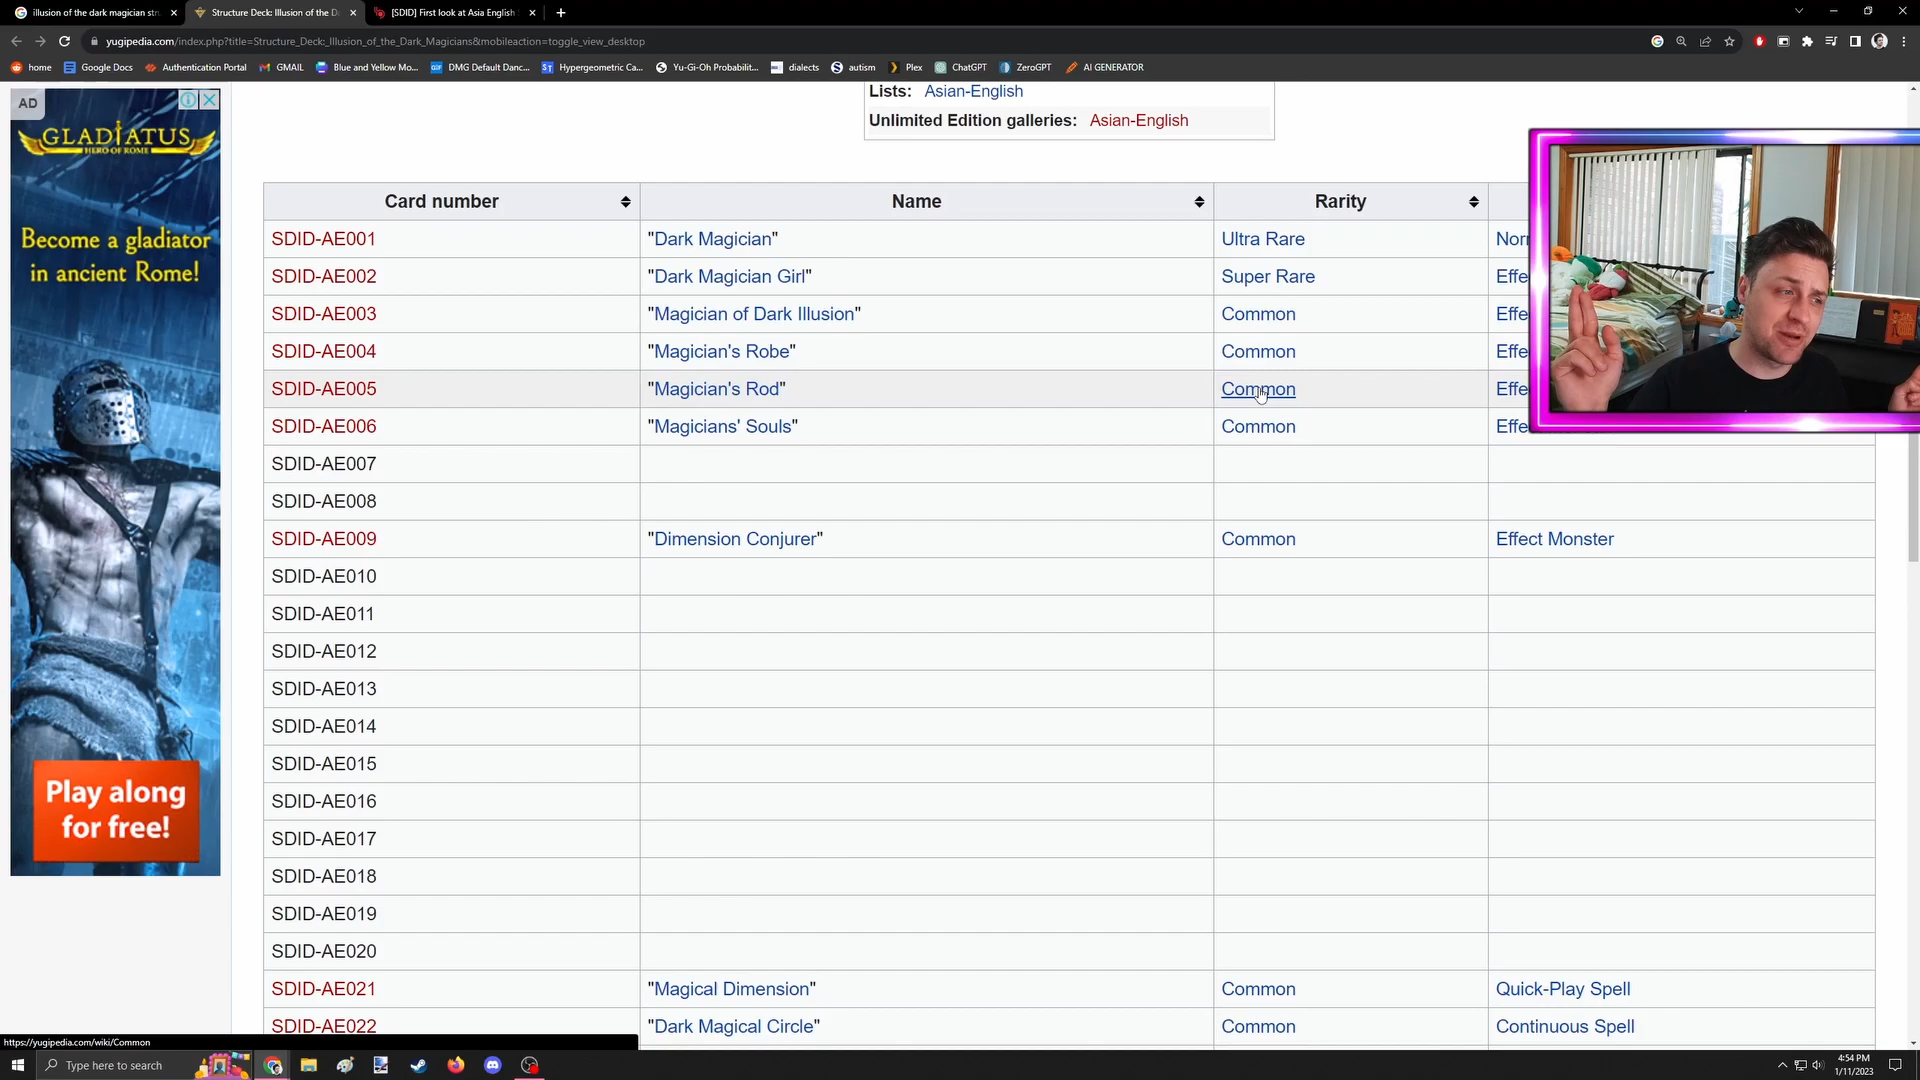 illusion of the dark magician str
Structure Deck: Illusion of the D
[SDID] First look at Asia English
yugipedia.com/index.php?title=Structure_Deck:_Illusion_of_the_Dark_Magicians&mobileaction=toggle_view_desktop
home
Google Docs
Authentication Portal
GMAIL
Blue and Yellow Mo...
DMG Default Danc...
Hypergeometric Ca...
Yu-Gi-Oh Probabilit...
dialects
autism
Plex
ChatGPT
ZeroGPT
AI GENERATOR
AD
GLADIATUS
HERO OF ROME
Become a gladiator
in ancient Rome!
Play along
for free!
Lists: Asian-English
Unlimited Edition galleries: Asian-English
Card number Name Rarity
SDID-AE001 "Dark Magician" Ultra Rare Nor
SDID-AE002 "Dark Magician Girl" Super Rare Effe
SDID-AE003 "Magician of Dark Illusion" Common Effe
SDID-AE004 "Magician's Robe" Common Effe
SDID-AE005 "Magician's Rod" Common Effe
SDID-AE006 "Magicians' Souls" Common Effe
SDID-AE007
SDID-AE008
SDID-AE009 "Dimension Conjurer" Common Effect Monster
SDID-AE010
SDID-AE011
SDID-AE012
SDID-AE013
SDID-AE014
SDID-AE015
SDID-AE016
SDID-AE017
SDID-AE018
SDID-AE019
SDID-AE020
SDID-AE021 "Magical Dimension" Common Quick-Play Spell
SDID-AE022 "Dark Magical Circle" Common Continuous Spell
https://yugipedia.com/wiki/Common
Type here to search
4:54 PM
1/11/2023